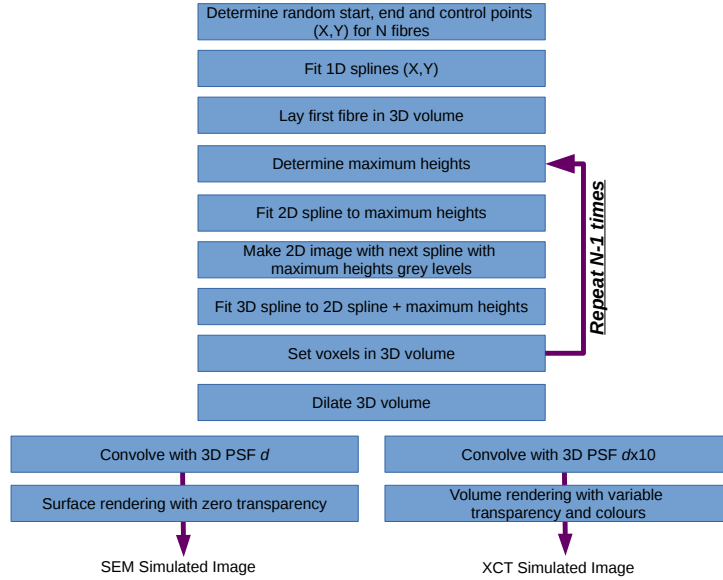 Determine random start, end and control points
(X,Y) for N fibres
Fit 1D splines (X,Y)
Lay first fibre in 3D volume
Determine maximum heights
Fit 2D spline to maximum heights
Make 2D image with next spline with
maximum heights grey levels
Fit 3D spline to 2D spline + maximum heights
Set voxels in 3D volume
Repeat N-1 times
Dilate 3D volume
Convolve with 3D PSF d
Surface rendering with zero transparency
SEM Simulated Image
Convolve with 3D PSF dx10
Volume rendering with variable
transparency and colours
XCT Simulated Image